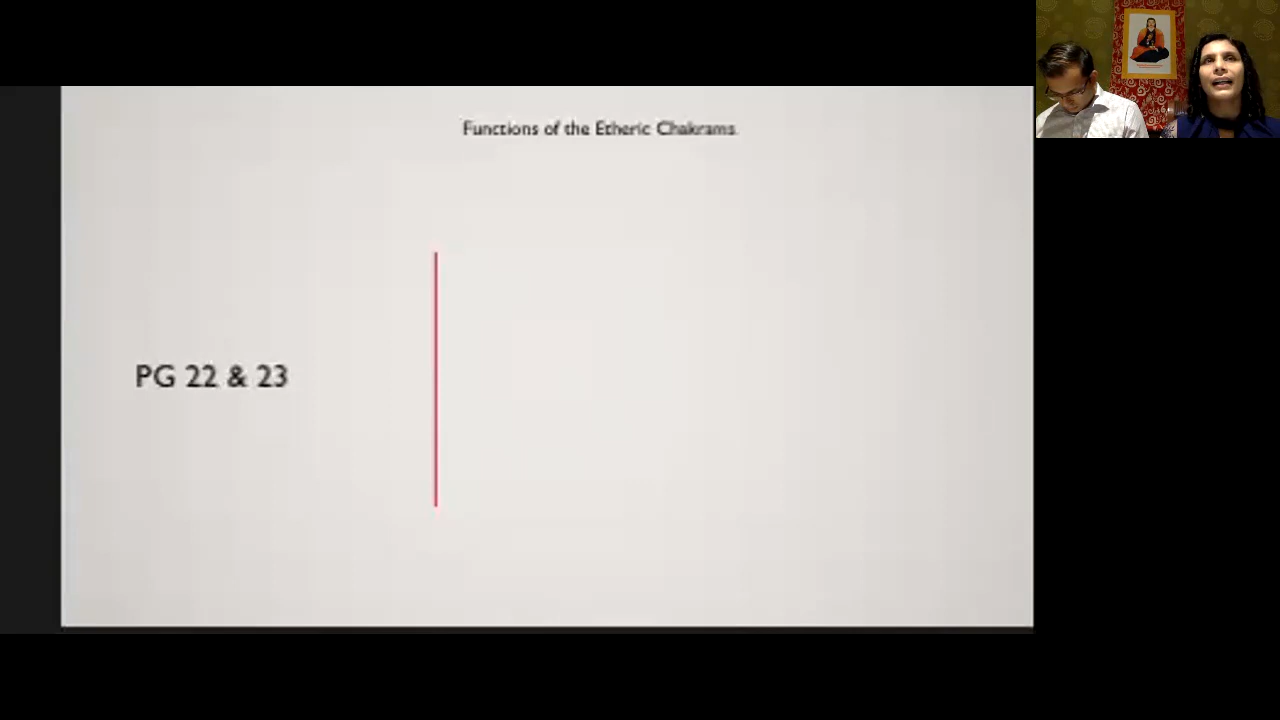 Functions of the Etheric Chakrams
PG 22 & 23